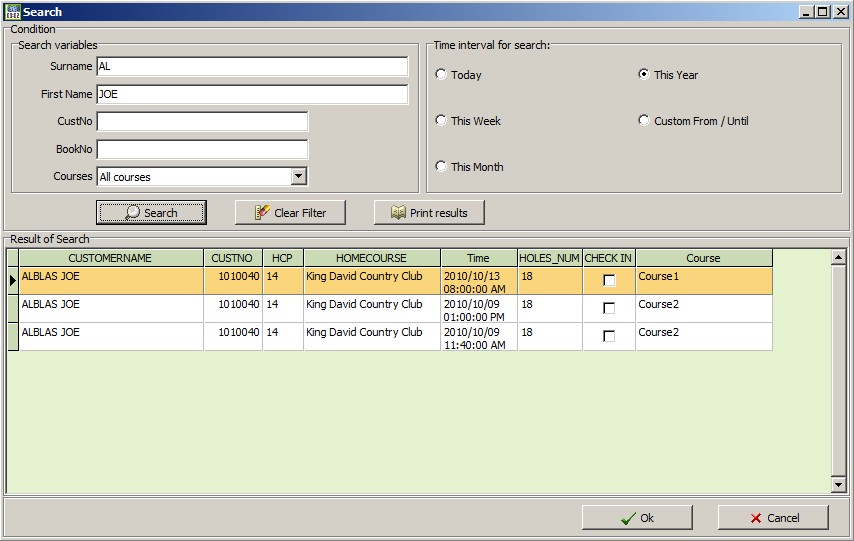 Search
Condition
Search variables
Surname AL
First Name JOE
CustNo
BookNo
Courses All courses
Time interval for search:
Today
This Year
This Week
Custom From / Until
This Month
Search
Clear Filter
Print results
Result of Search
CUSTOMERNAME CUSTNO HCP HOMECOURSE Time HOLES_NUM CHECK IN Course
ALBLAS JOE 1010040 14 King David Country Club 2010/10/13 18 Course1
08:00:00 AM
ALBLAS JOE 1010040 14 King David Country Club 2010/10/09 18 Course2
01:00:00 PM
ALBLAS JOE 1010040 14 King David Country Club 2010/10/09 18 Course2
11:40:00 AM
Ok
Cancel